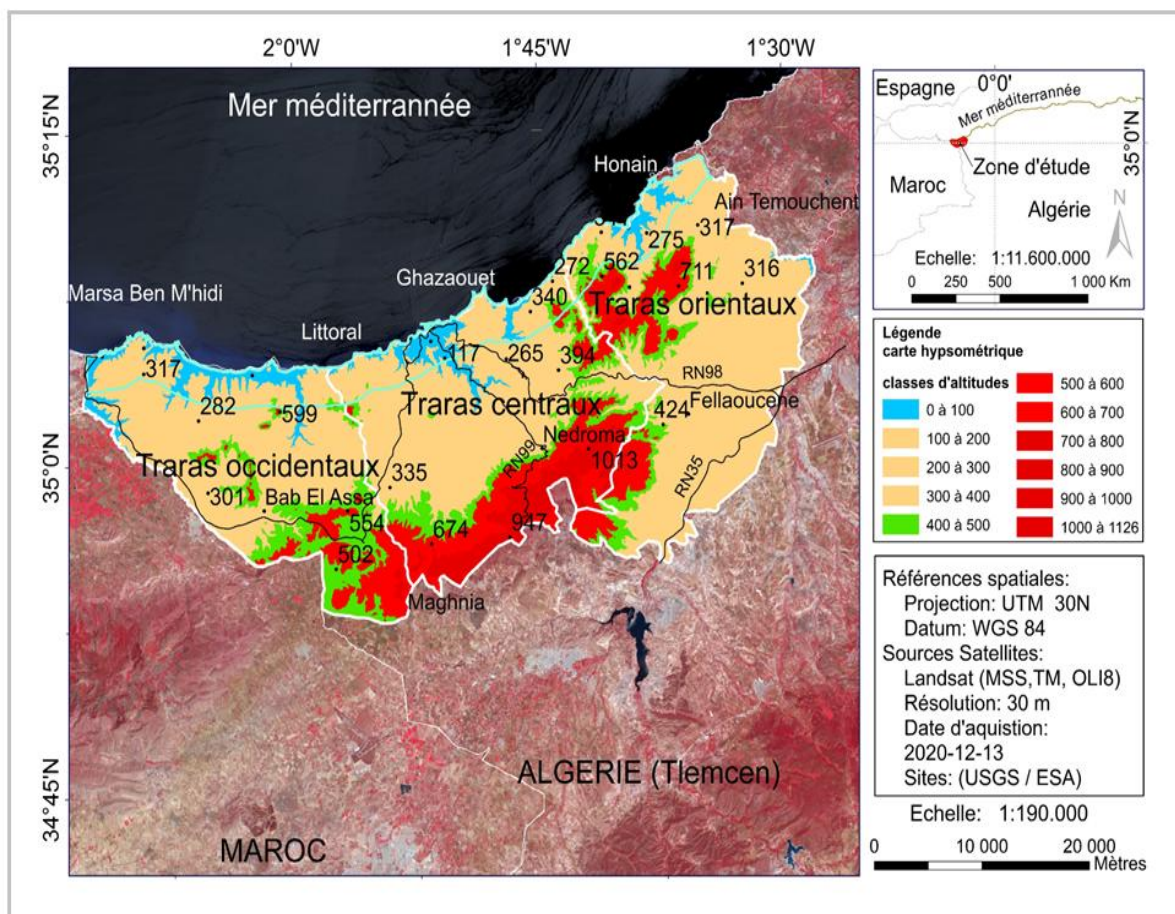 2°0'W
1°45'W
1°30'W
35°15'N
35°0'N
34°45'N
Mer méditerrannée
Honain
Ain Temouchent
317
275
272
562
711
316
Ghazaouet
340
Traras orientaux
Marsa Ben M'hidi
Littoral
117
265
394
317
RN98
282
599
Traras centraux
424
Fellaoucene
Nedroma
Traras occidentaux
335
RN99
1013
RN35
301
Bab El Assa
554
674
947
502
Maghnia
ALGERIE (Tlemcen)
MAROC
Espagne
0°0'
Mer méditerranée
35°0'N
Zone d'étude
Maroc
Algérie
N
Echelle: 1:11.600.000
0 250 500 1 000 Km
Légende
carte hypsométrique
classes d'altitudes
0 à 100
100 à 200
200 à 300
300 à 400
400 à 500
500 à 600
600 à 700
700 à 800
800 à 900
900 à 1000
1000 à 1126
Références spatiales:
Projection: UTM 30N
Datum: WGS 84
Sources Satellites:
Landsat (MSS,TM, OLI8)
Résolution: 30 m
Date d'aquistion:
2020-12-13
Sites: (USGS / ESA)
Echelle: 1:190.000
0 10 000 20 000
Mètres